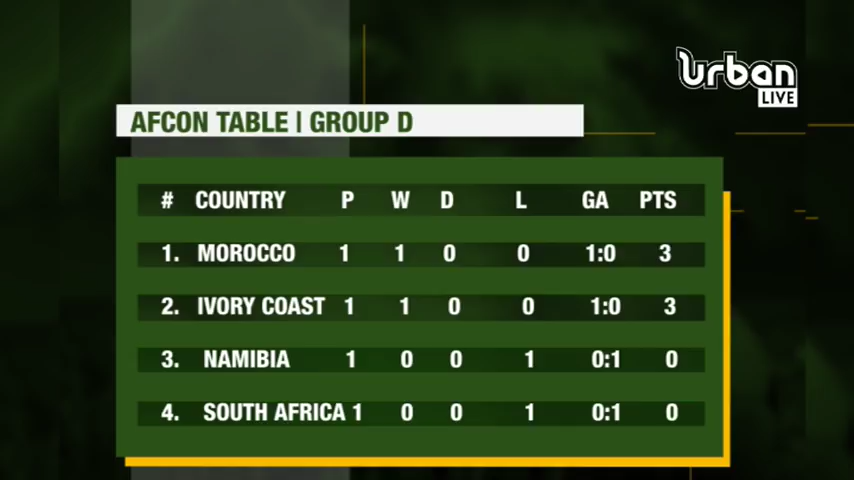 urban
LIVE
AFCON TABLE | GROUP D
# COUNTRY P W D L GA PTS
1. MOROCCO 1 1 0 0 1:0 3
2. IVORY COAST 1 1 0 0 1:0 3
3. NAMIBIA 1 0 0 1 0:1 0
4. SOUTH AFRICA 1 0 0 1 0:1 0